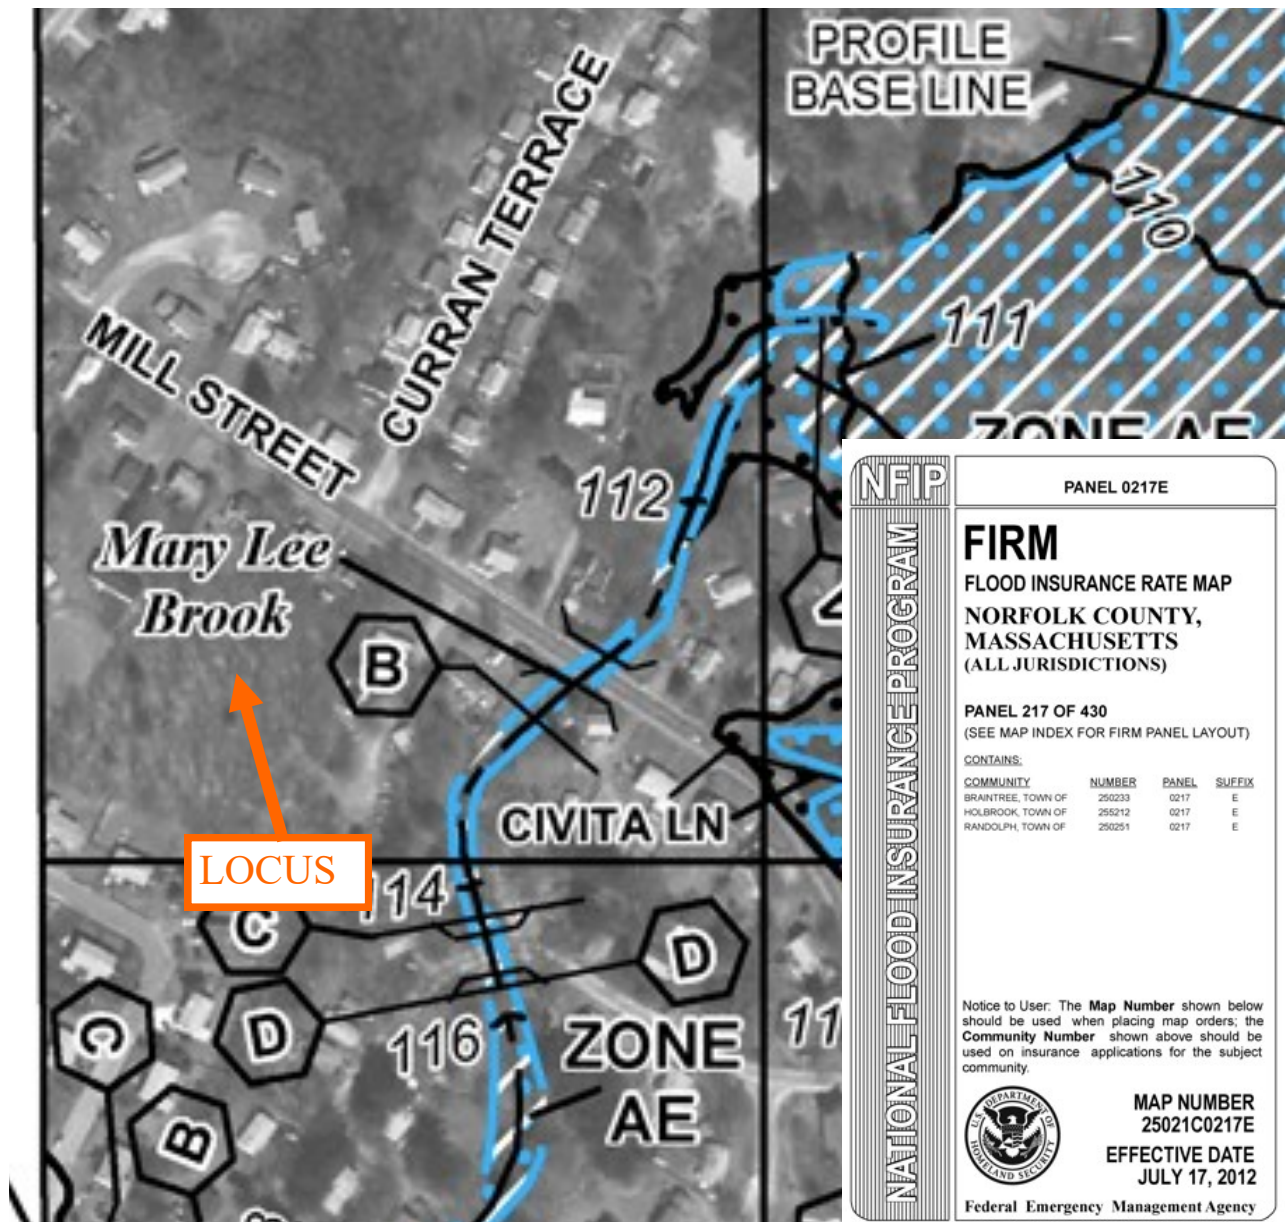 PROFILE
BASE LINE
CURRAN TERRACE
110
111
MILL STREET
ZONE AE
112
Mary Lee
Brook
B
CIVITA LN
LOCUS
114
C
D
D
C
116
ZONE
AE
11
B
NFIP
NATIONAL FLOOD INSURANCE PROGRAM
PANEL 0217E
FIRM
FLOOD INSURANCE RATE MAP
NORFOLK COUNTY,
MASSACHUSETTS
(ALL JURISDICTIONS)
PANEL 217 OF 430
(SEE MAP INDEX FOR FIRM PANEL LAYOUT)
CONTAINS:
COMMUNITY NUMBER PANEL SUFFIX
BRAINTREE, TOWN OF 250233 0217 E
HOLBROOK, TOWN OF 255212 0217 E
RANDOLPH, TOWN OF 250251 0217 E
Notice to User: The Map Number shown below
should be used when placing map orders; the
Community Number shown above should be
used on insurance applications for the subject
community.
U.S. DEPARTMENT OF
HOMELAND SECURITY
MAP NUMBER
25021C0217E
EFFECTIVE DATE
JULY 17, 2012
Federal Emergency Management Agency